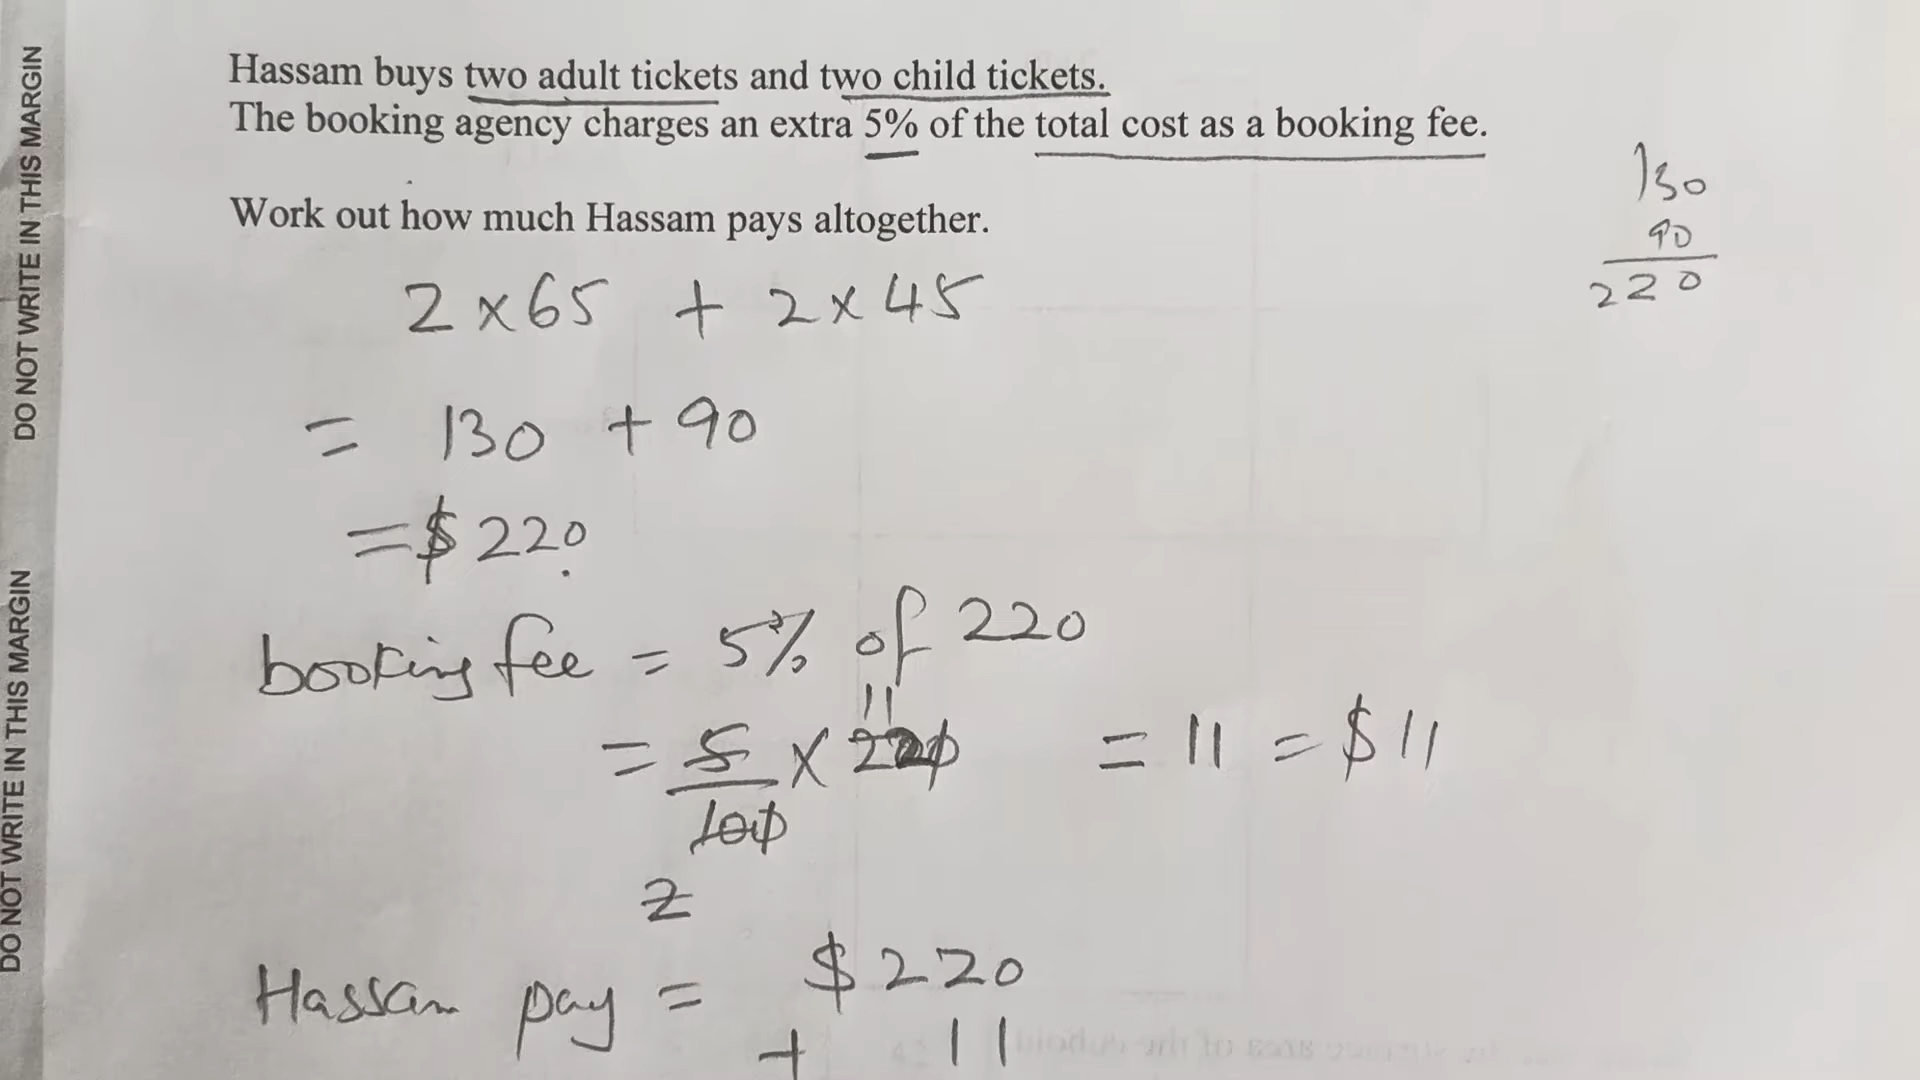 Hassam buys two adult tickets and two child tickets.
The booking agency charges an extra 5% of the total cost as a booking fee.
Work out how much Hassam pays altogether.
130
90
220
2 × 65 + 2 × 45
= 130 + 90
= $ 220
booking fee = 5% of 220
11
= 5 × 220 = 11 = $ 11
100
2
Hassam pay = $ 220
+ 11
DO NOT WRITE IN THIS MARGIN
DO NOT WRITE IN THIS MARGIN